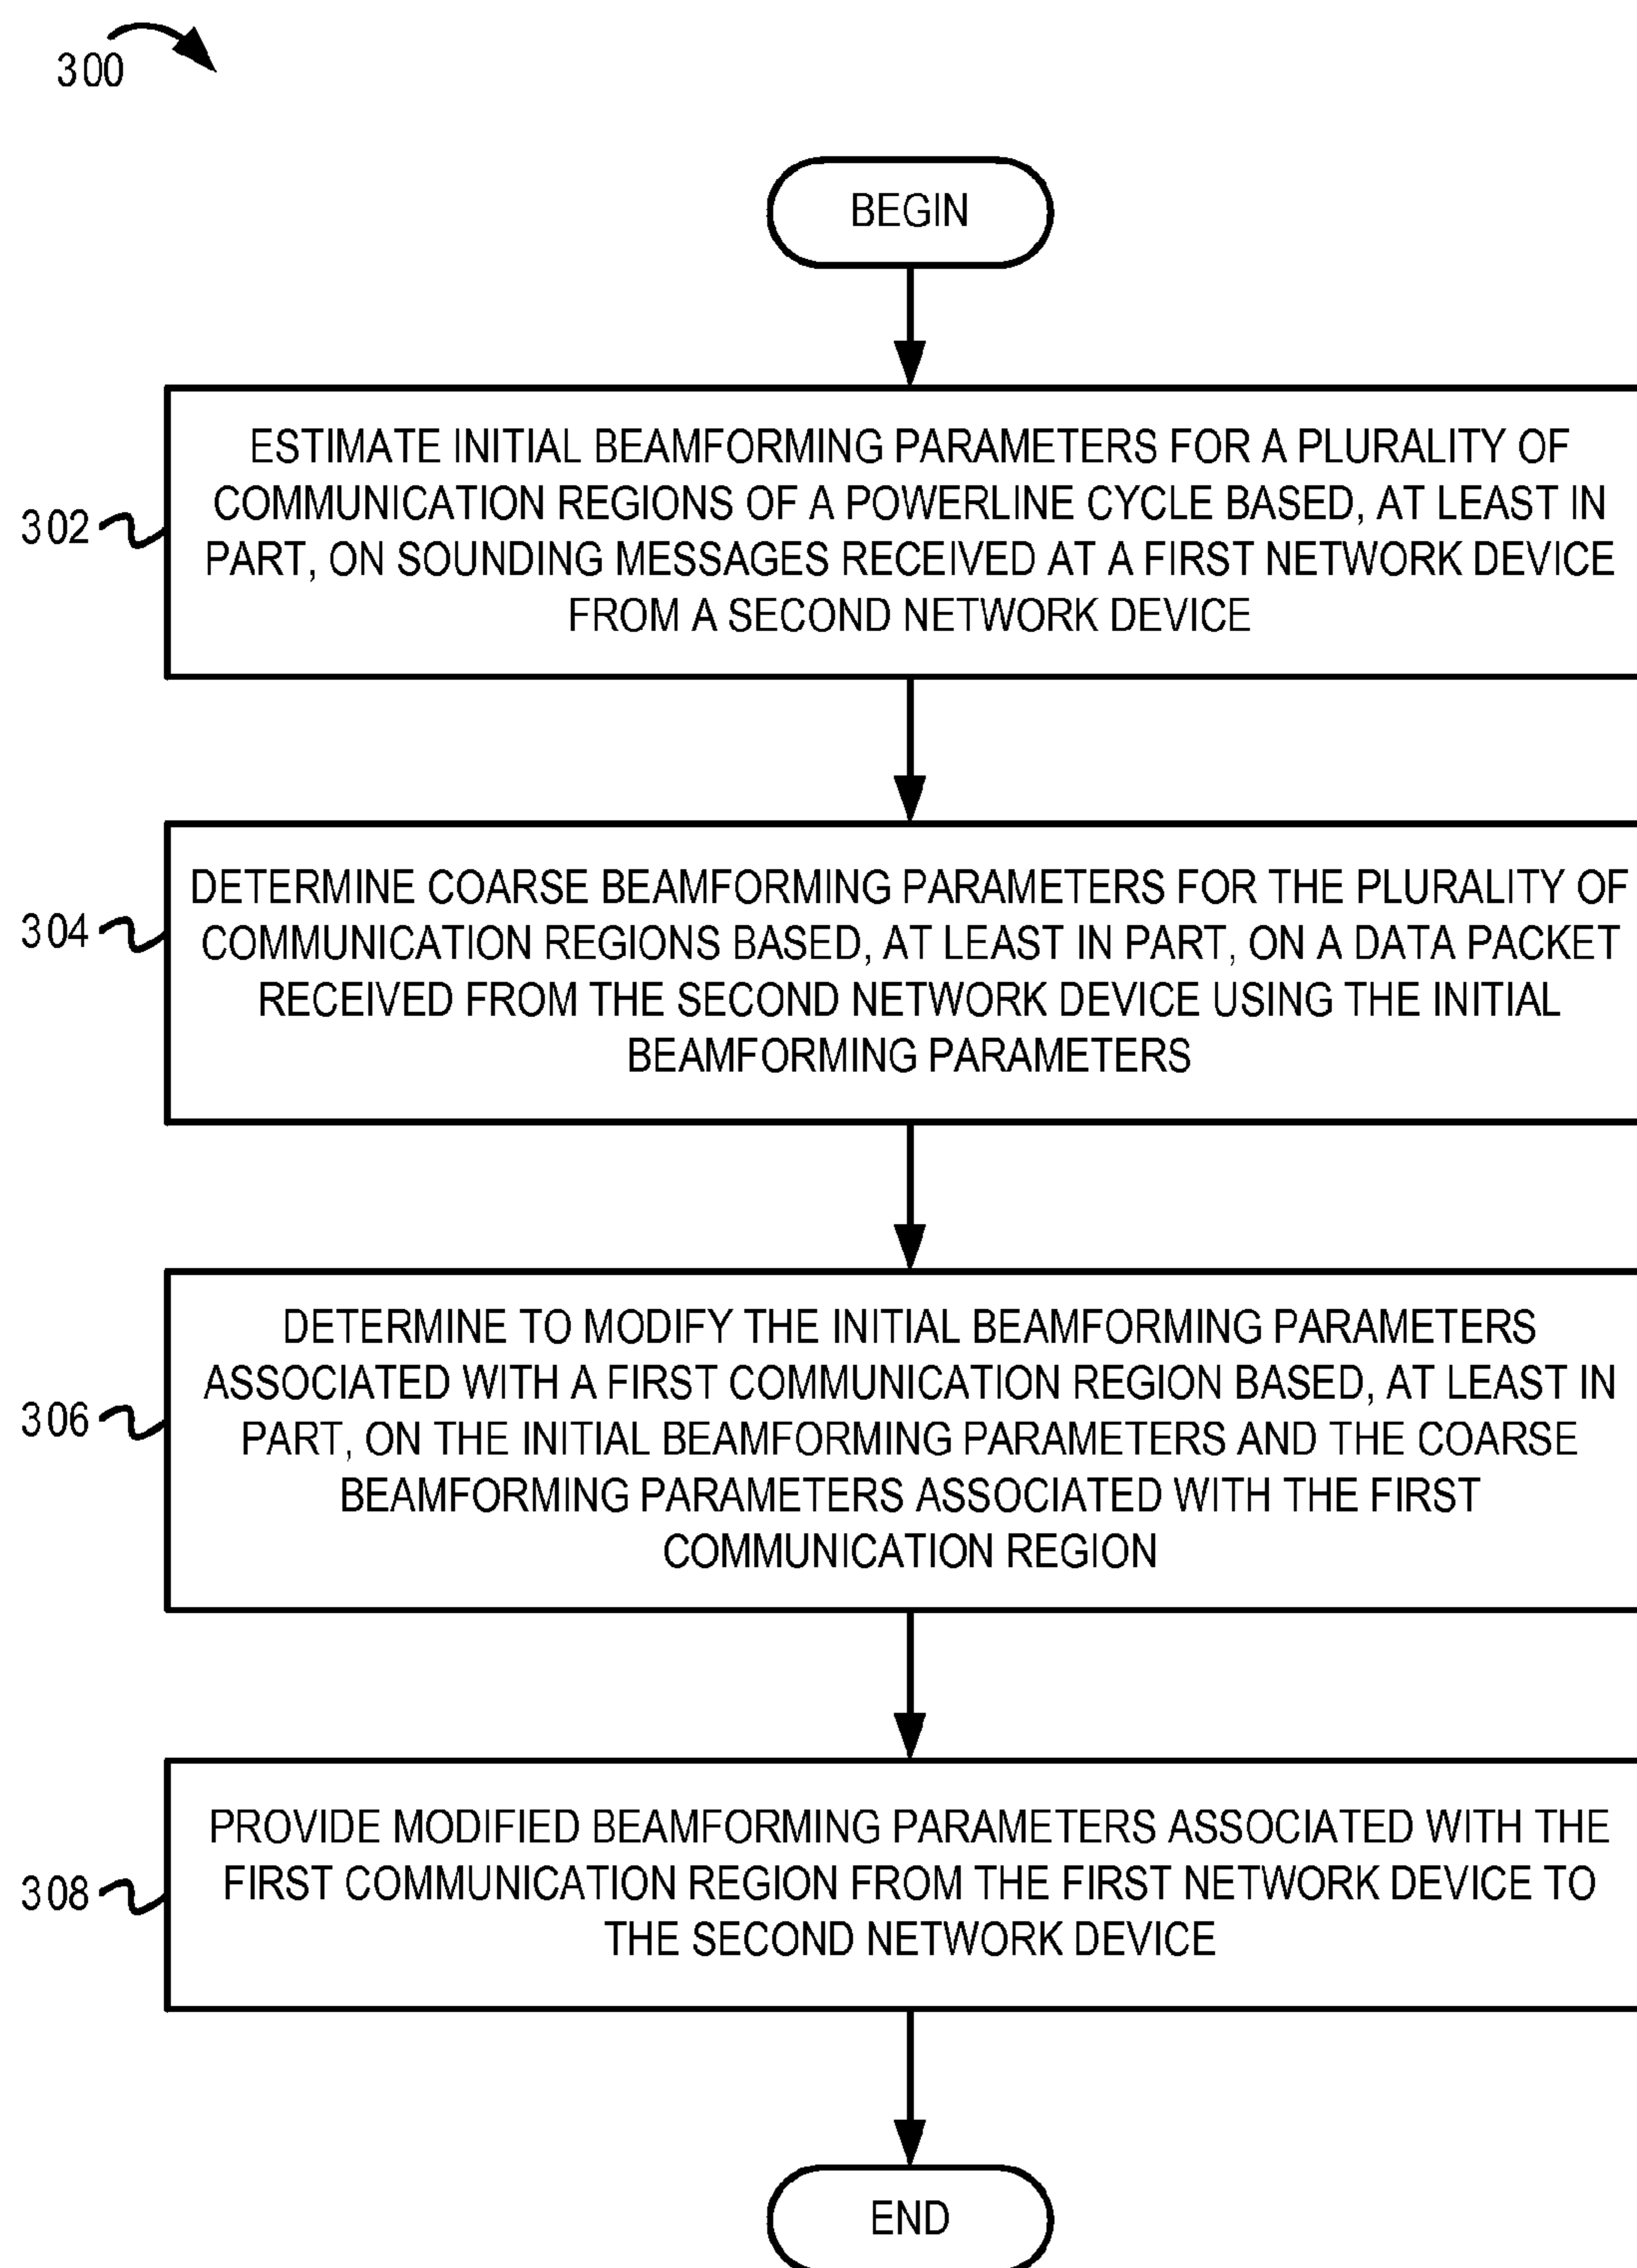 300
BEGIN
ESTIMATE INITIAL BEAMFORMING PARAMETERS FOR A PLURALITY OF
COMMUNICATION REGIONS OF A POWERLINE CYCLE BASED, AT LEAST IN
PART, ON SOUNDING MESSAGES RECEIVED AT A FIRST NETWORK DEVICE
FROM A SECOND NETWORK DEVICE
302
DETERMINE COARSE BEAMFORMING PARAMETERS FOR THE PLURALITY OF
COMMUNICATION REGIONS BASED, AT LEAST IN PART, ON A DATA PACKET
RECEIVED FROM THE SECOND NETWORK DEVICE USING THE INITIAL
BEAMFORMING PARAMETERS
304
DETERMINE TO MODIFY THE INITIAL BEAMFORMING PARAMETERS
ASSOCIATED WITH A FIRST COMMUNICATION REGION BASED, AT LEAST IN
PART, ON THE INITIAL BEAMFORMING PARAMETERS AND THE COARSE
BEAMFORMING PARAMETERS ASSOCIATED WITH THE FIRST
COMMUNICATION REGION
306
PROVIDE MODIFIED BEAMFORMING PARAMETERS ASSOCIATED WITH THE
FIRST COMMUNICATION REGION FROM THE FIRST NETWORK DEVICE TO
THE SECOND NETWORK DEVICE
308
END